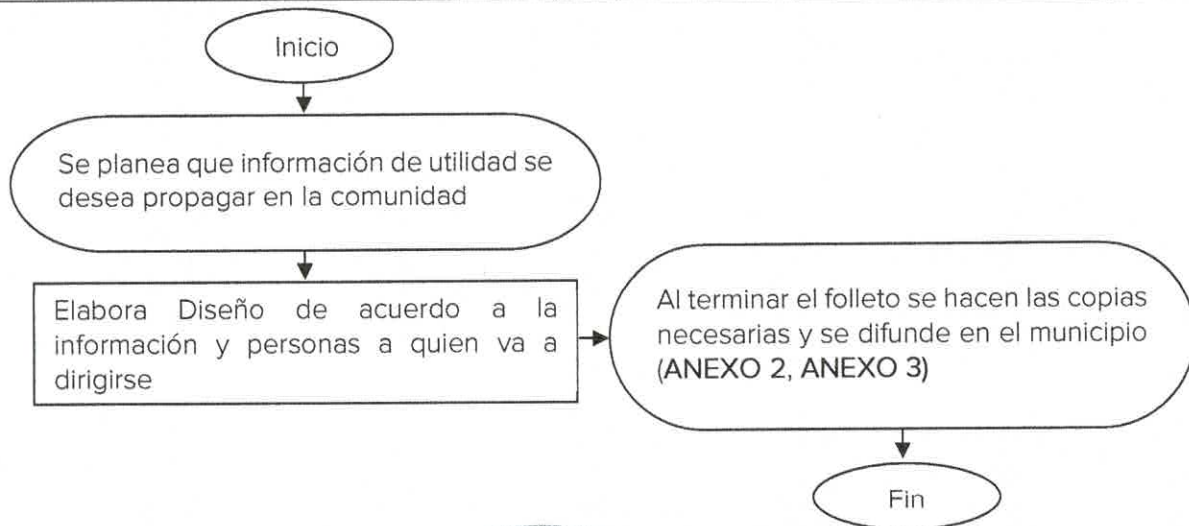 Inicio
Se planea que información de utilidad se
desea propagar en la comunidad
Elabora Diseño de acuerdo a la
información y personas a quien va a
dirigirse
Al terminar el folleto se hacen las copias
necesarias y se difunde en el municipio
(ANEXO 2, ANEXO 3)
Fin